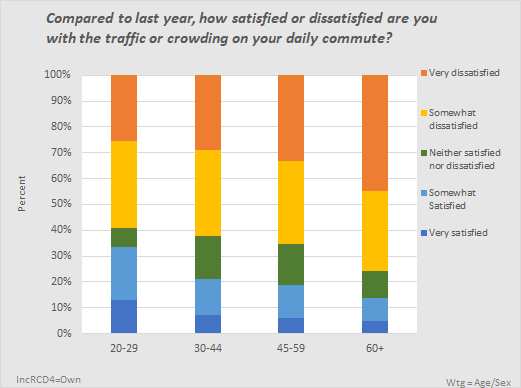 Compared to last year, how satisfied or dissatisfied are you
with the traffic or crowding on your daily commute?
100%
90%
80%
70%
60%
50%
40%
30%
20%
10%
0%
Percent
20-29
30-44
45-59
60+
Very dissatisfied
Somewhat
dissatisfied
Neither satisfied
nor dissatisfied
Somewhat
Satisfied
Very satisfied
IncRCD4=Own
Wtg = Age/Sex